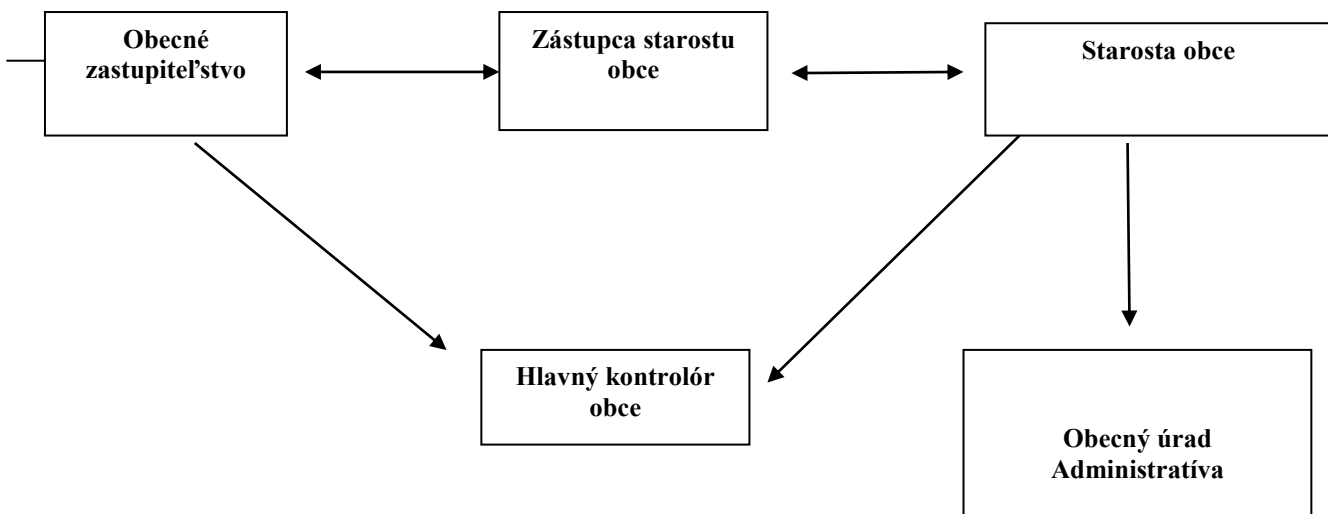 Obecné
zastupiteľstvo
Zástupca starostu
obce
Starosta obce
Hlavný kontrolór
obce
Obecný úrad
Administratíva